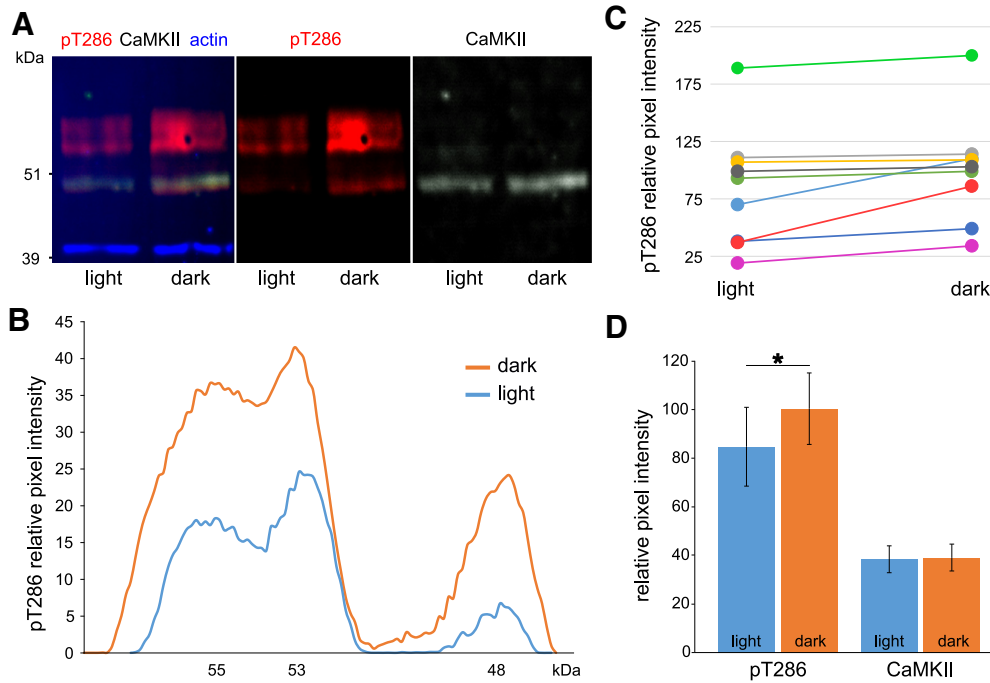 A
pT286 CaMKII actin
pT286
CaMKII
kDa
51
39
light dark
light dark
light dark
B
pT286 relative pixel intensity
45
40
35
30
25
20
15
10
5
0
dark
light
55 53 48 kDa
C
pT286 relative pixel intensity
225
175
125
75
25
light dark
D
relative pixel intensity
120
100
80
60
40
20
0
*
light dark light dark
pT286 CaMKII